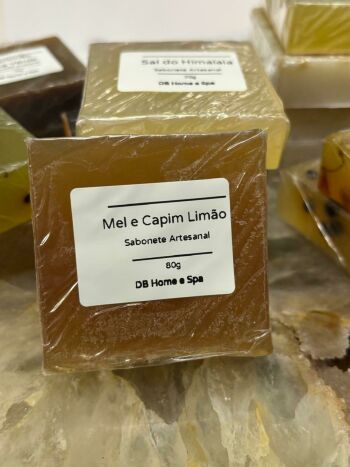 Sal do Himalaia
Sabonete Artesanal
DB Home e Spa
Mel e Capim Limão
Sabonete Artesanal
80g
DB Home e Spa